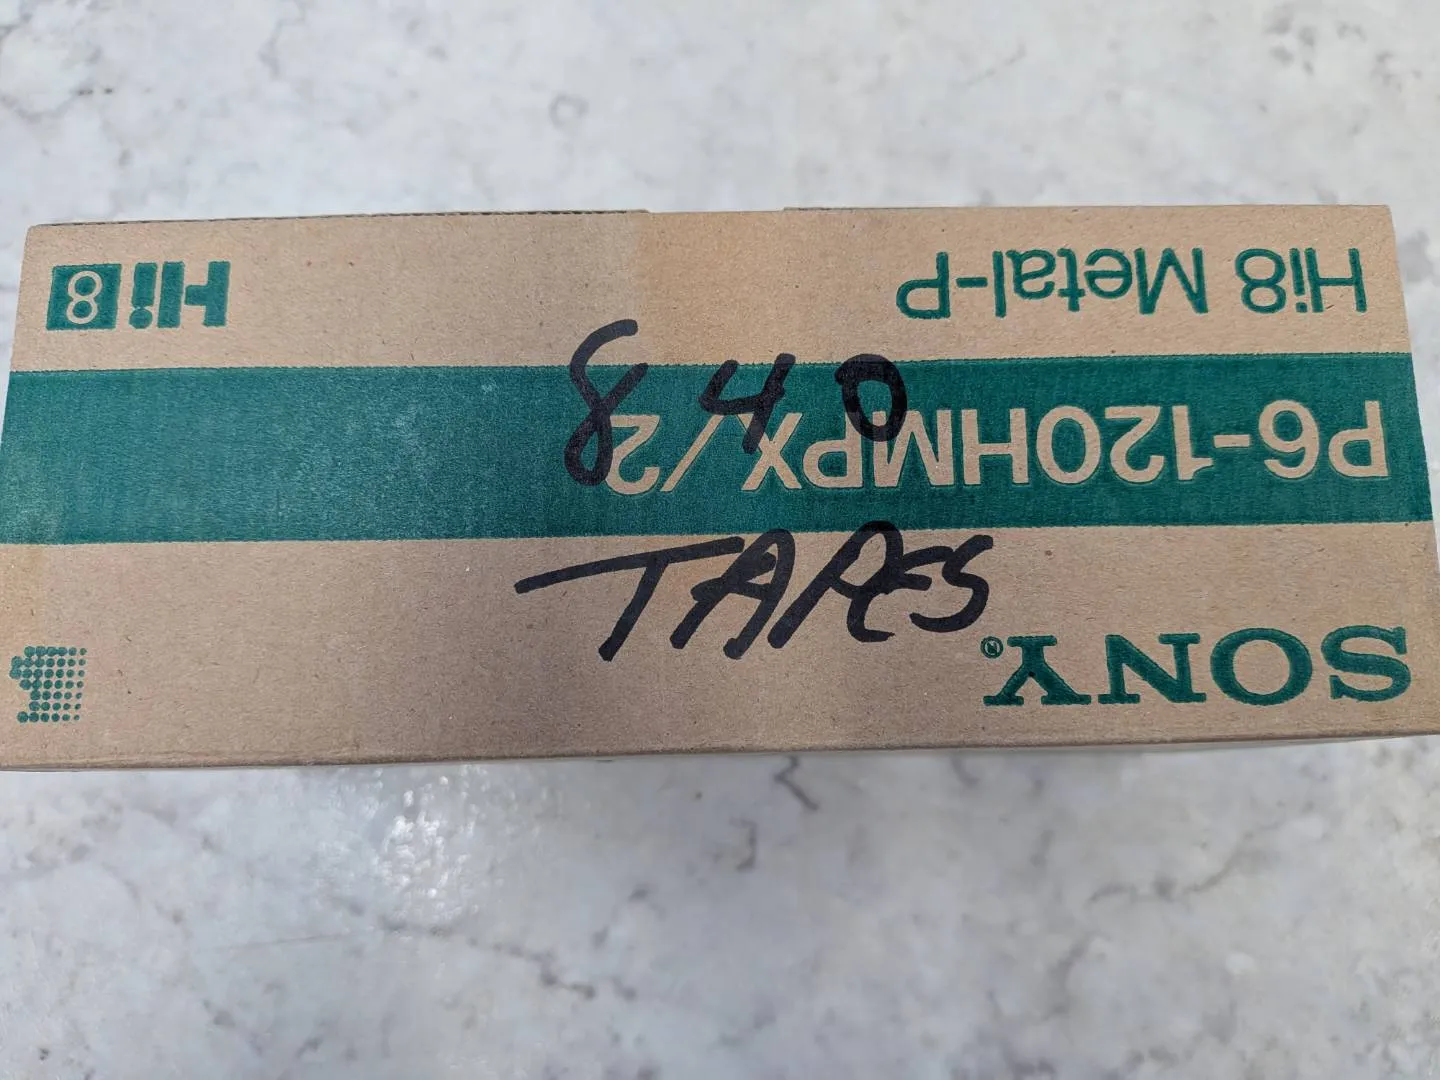 Hi8 Metal-P
Hi8
P6-120HMPX/2
SONY®
840
TAPES